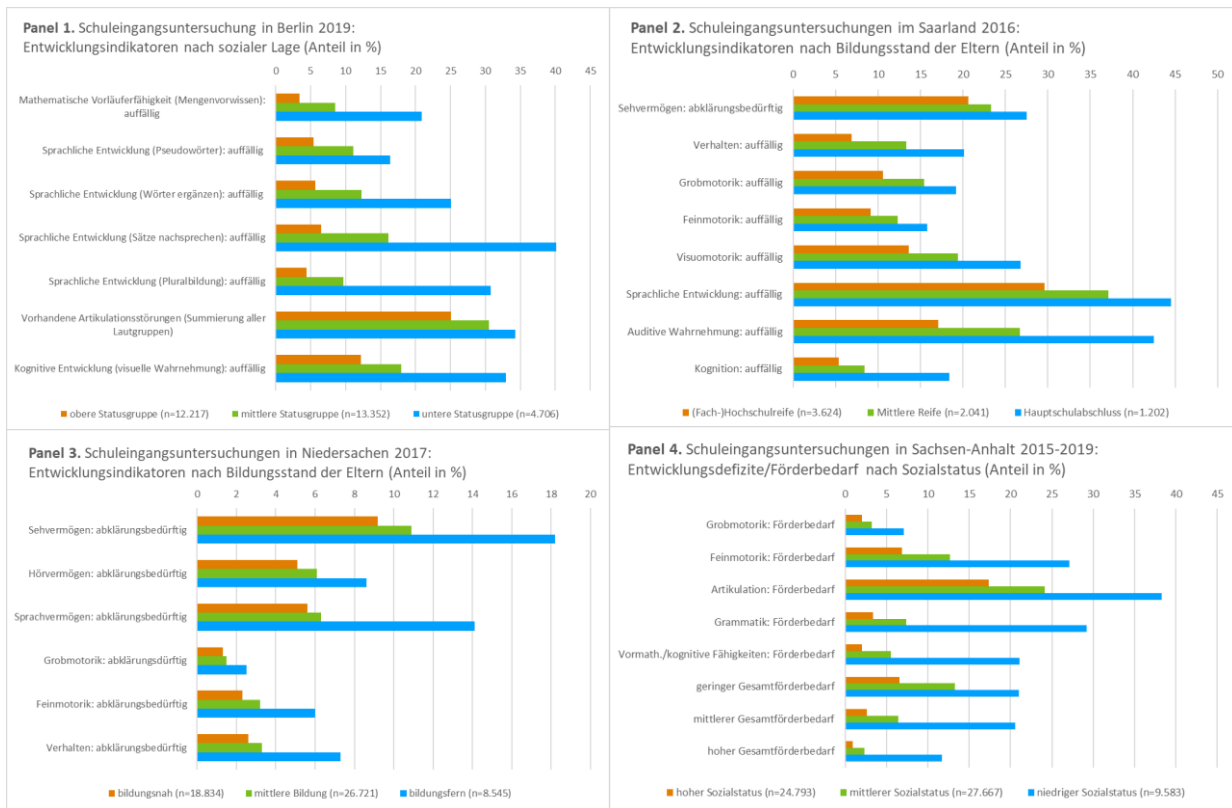 Panel 1. Schuleingangsuntersuchung in Berlin 2019:
Entwicklungsindikatoren nach sozialer Lage (Anteil in %)
0 5 10 15 20 25 30 35 40 45
Mathematische Vorläuferfähigkeit (Mengenvorwissen):
auffällig
Sprachliche Entwicklung (Pseudowörter): auffällig
Sprachliche Entwicklung (Wörter ergänzen): auffällig
Sprachliche Entwicklung (Sätze nachsprechen): auffällig
Sprachliche Entwicklung (Pluralbildung): auffällig
Vorhandene Artikulationsstörungen (Summierung aller
Lautgruppen)
Kognitive Entwicklung (visuelle Wahrnehmung): auffällig
obere Statusgruppe (n=12.217) mittlere Statusgruppe (n=13.352) untere Statusgruppe (n=4.706)
Panel 2. Schuleingangsuntersuchungen im Saarland 2016:
Entwicklungsindikatoren nach Bildungsstand der Eltern (Anteil in %)
0 5 10 15 20 25 30 35 40 45 50
Sehvermögen: abklärungsbedürftig
Verhalten: auffällig
Grobmotorik: auffällig
Feinmotorik: auffällig
Visuomotorik: auffällig
Sprachliche Entwicklung: auffällig
Auditive Wahrnehmung: auffällig
Kognition: auffällig
(Fach-)Hochschulreife (n=3.624) Mittlere Reife (n=2.041) Hauptschulabschluss (n=1.202)
Panel 3. Schuleingangsuntersuchungen in Niedersachen 2017:
Entwicklungsindikatoren nach Bildungsstand der Eltern (Anteil in %)
0 2 4 6 8 10 12 14 16 18 20
Sehvermögen: abklärungsbedürftig
Hörvermögen: abklärungsbedürftig
Sprachvermögen: abklärungsbedürftig
Grobmotorik: abklärungsdürftig
Feinmotorik: abklärungsbedürftig
Verhalten: abklärungsbedürftig
bildungsnah (n=18.834) mittlere Bildung (n=26.721) bildungsfern (n=8.545)
Panel 4. Schuleingangsuntersuchungen in Sachsen-Anhalt 2015-2019:
Entwicklungsdefizite/Förderbedarf nach Sozialstatus (Anteil in %)
0 5 10 15 20 25 30 35 40 45
Grobmotorik: Förderbedarf
Feinmotorik: Förderbedarf
Artikulation: Förderbedarf
Grammatik: Förderbedarf
Vormath./kognitive Fähigkeiten: Förderbedarf
geringer Gesamtförderbedarf
mittlerer Gesamtförderbedarf
hoher Gesamtförderbedarf
hoher Sozialstatus (n=24.793) mittlerer Sozialstatus (n=27.667) niedriger Sozialstatus (n=9.583)